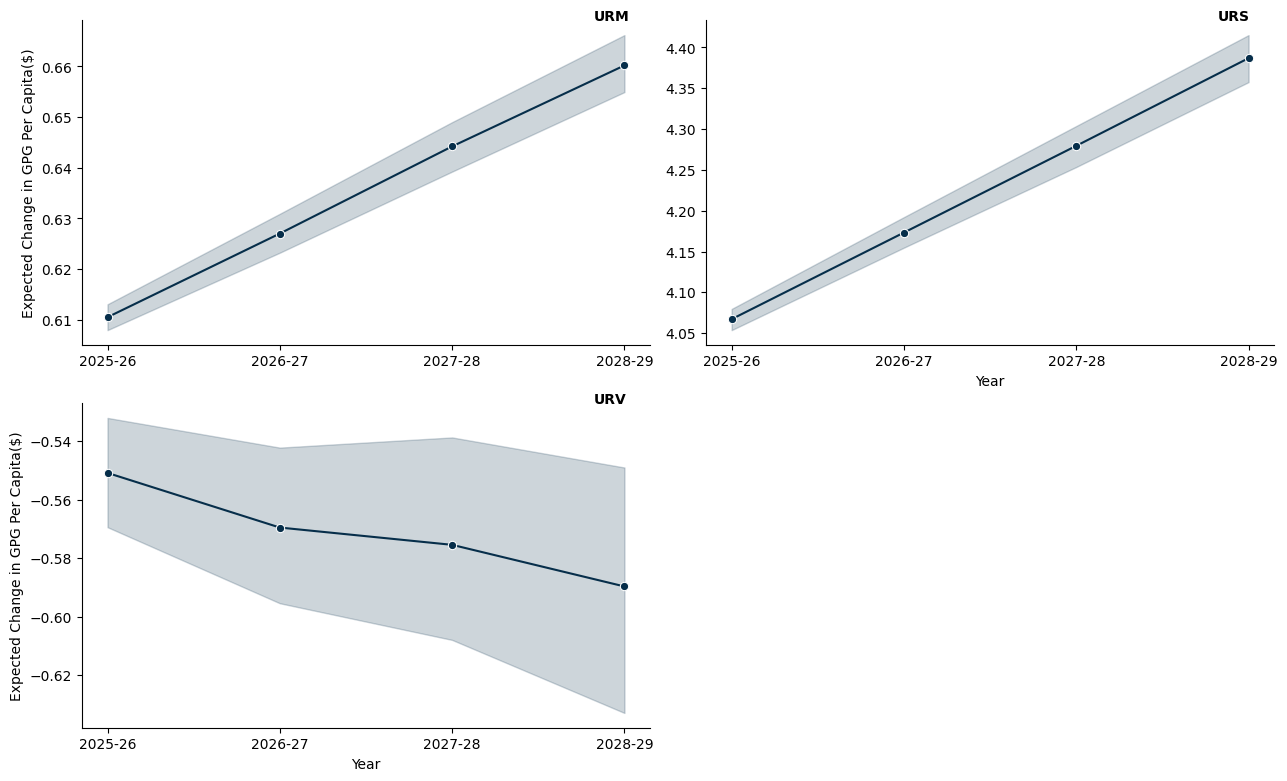 URM
Expected Change in GPG Per Capita($)
0.66
0.65
0.64
0.63
0.62
0.61
2025-26 2026-27 2027-28 2028-29
URS
4.40
4.35
4.30
4.25
4.20
4.15
4.10
4.05
2025-26 2026-27 2027-28 2028-29
Year
URV
Expected Change in GPG Per Capita($)
−0.54
−0.56
−0.58
−0.60
−0.62
2025-26 2026-27 2027-28 2028-29
Year